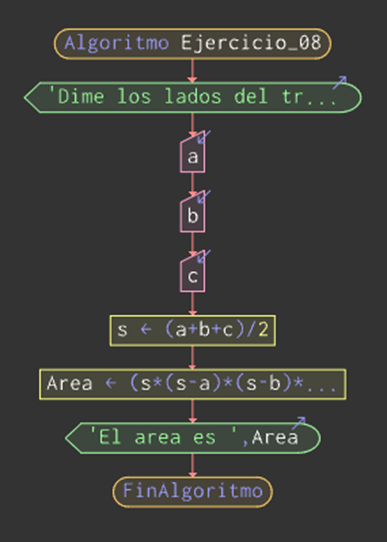 Algoritmo Ejercicio_08
'Dime los lados del tr...
a
b
c
s ← (a+b+c)/2
Area ← (s*(s-a)*(s-b)*...
'El area es ',Area
FinAlgoritmo